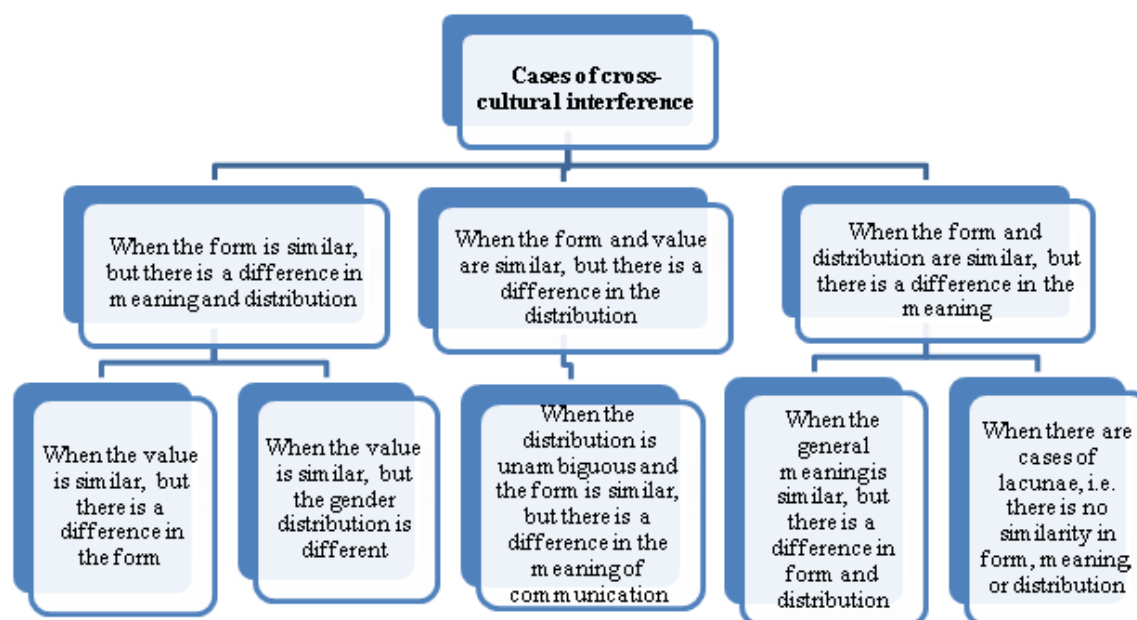 Cases of cross-
cultural interference
When the form is similar,
but there is a difference in
meaning and distribution
When the form and value
are similar, but there is a
difference in the
distribution
When the form and
distribution are similar, but
there is a difference in the
meaning
When the value
is similar, but
there is a
difference in
the form
When the value
is similar, but
the gender
distribution is
different
When the
distribution is
unambiguous and
the form is similar,
but there is a
difference in the
meaning of
communication
When the
general
meaning is
similar, but
there is a
difference in
form and
distribution
When there are
cases of
lacunae, i.e.
there is no
similarity in
form, meaning,
or distribution